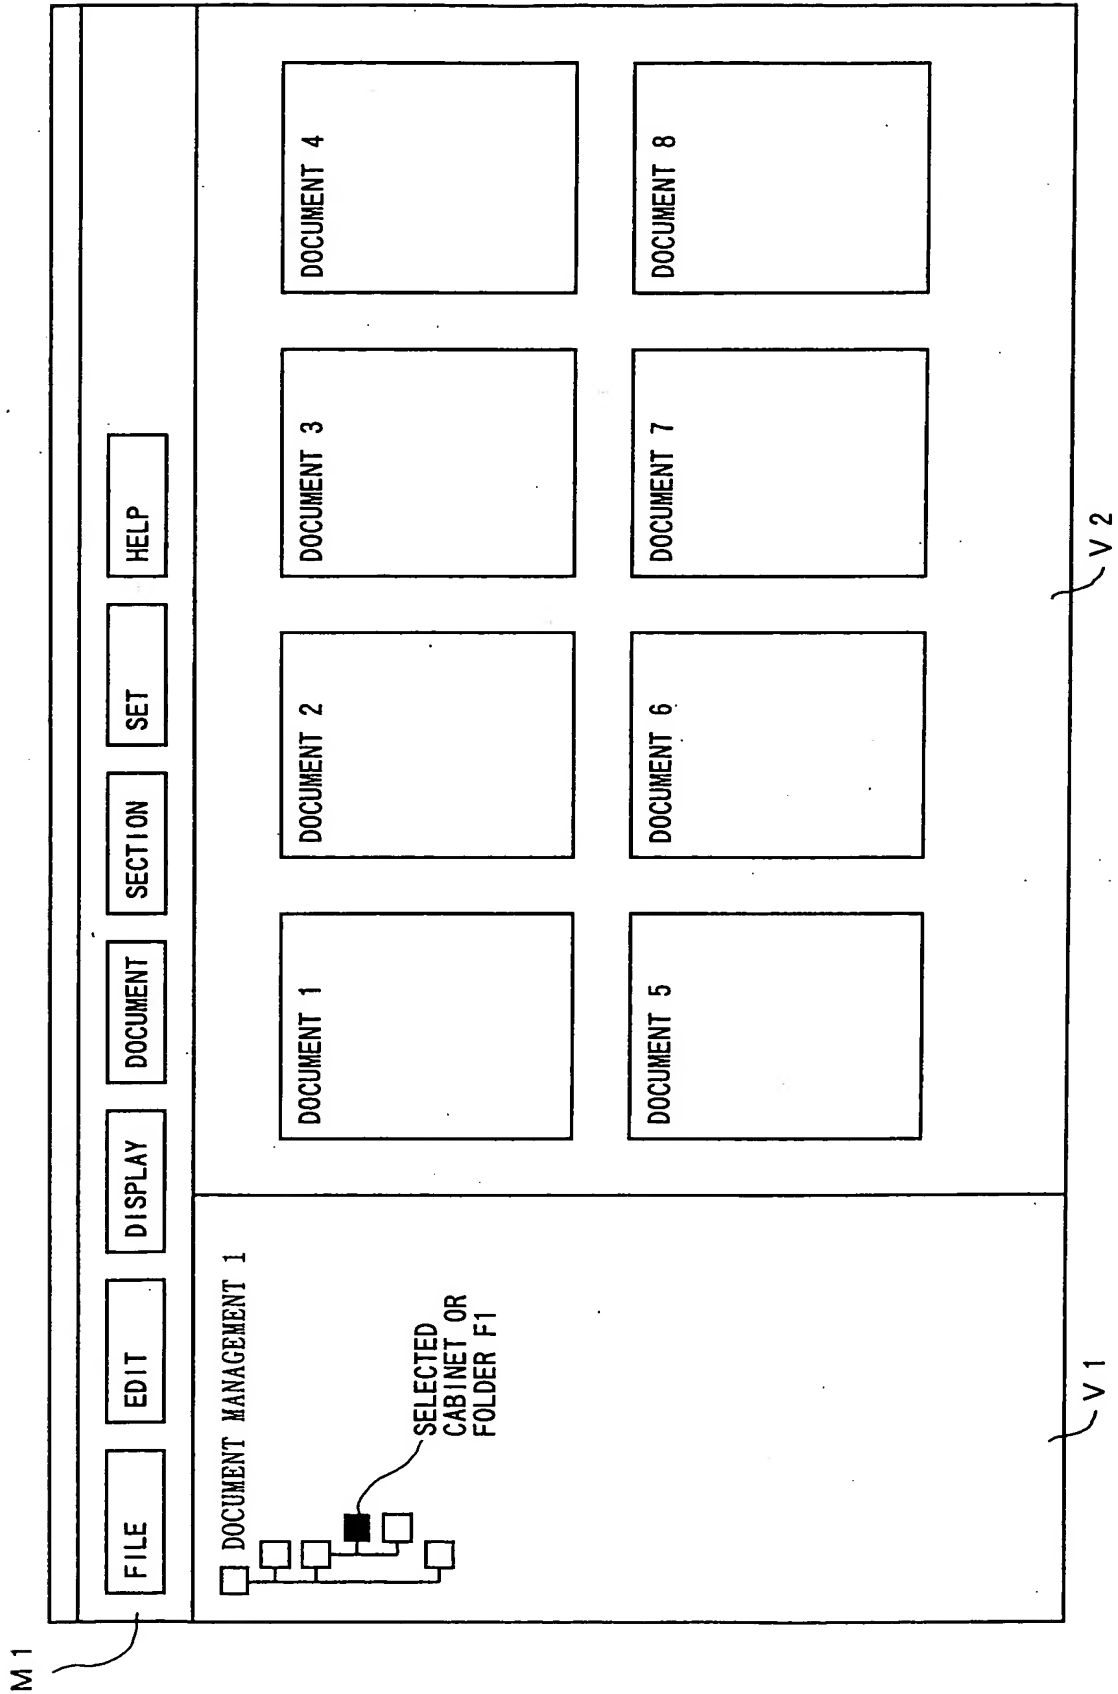 M1
FILE
EDIT
DISPLAY
DOCUMENT
SECTION
SET
HELP
DOCUMENT MANAGEMENT 1
SELECTED
CABINET OR
FOLDER F1
DOCUMENT 1
DOCUMENT 2
DOCUMENT 3
DOCUMENT 4
DOCUMENT 5
DOCUMENT 6
DOCUMENT 7
DOCUMENT 8
V1
V2